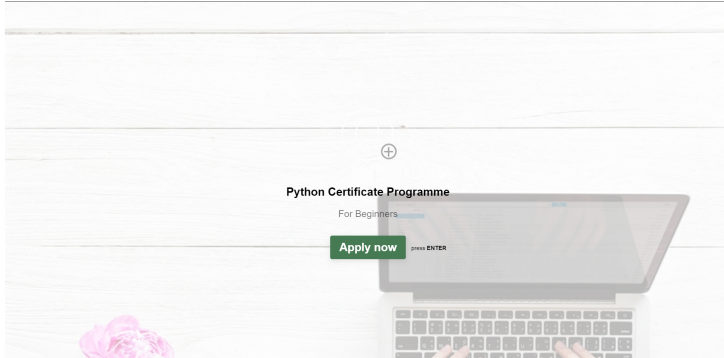 Python Certificate Programme
For Beginners
Apply now press ENTER